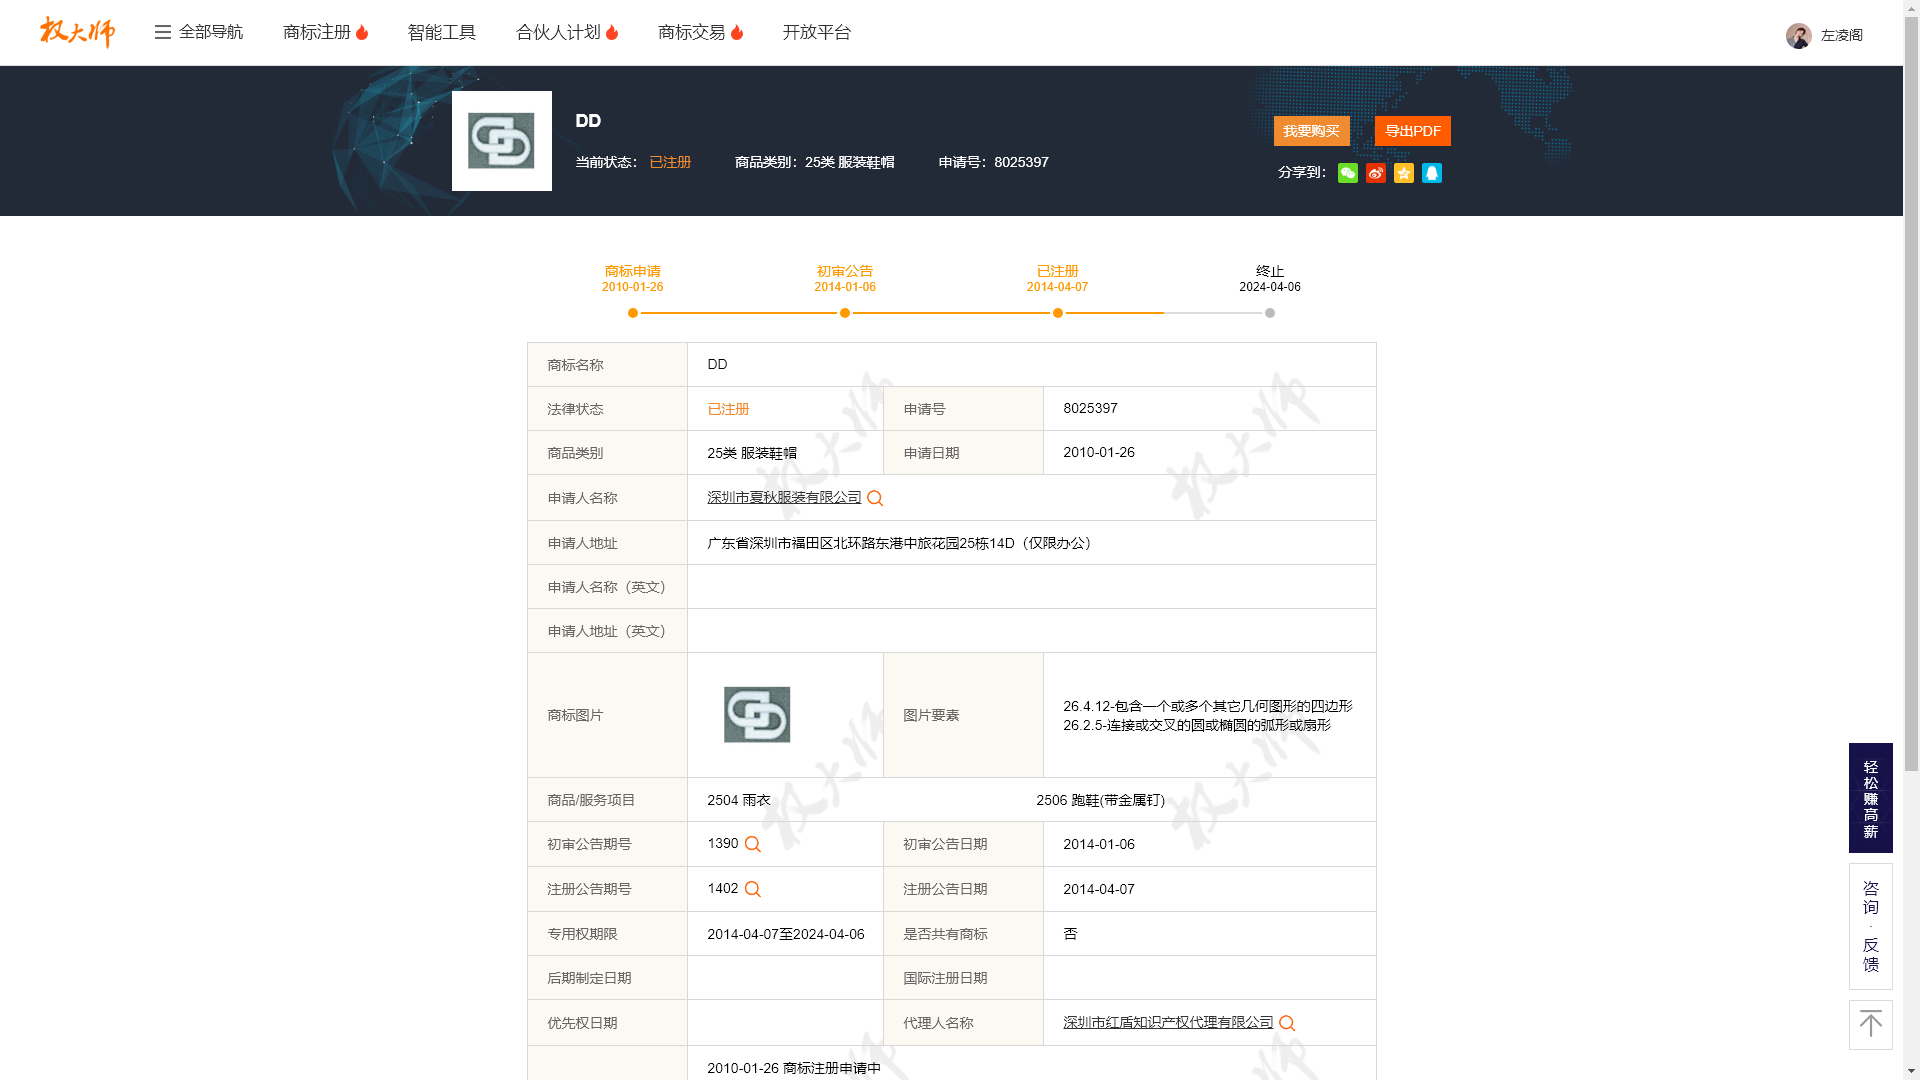 权大师
全部导航
商标注册
智能工具
合伙人计划
商标交易
开放平台
左凌阁
DD
当前状态： 已注册
商品类别：25类 服装鞋帽
申请号：8025397
我要购买
导出PDF
分享到：
商标申请
2010-01-26
初审公告
2014-01-06
已注册
2014-04-07
终止
2024-04-06
商标名称 DD
法律状态 已注册 申请号 8025397
商品类别 25类 服装鞋帽 申请日期 2010-01-26
申请人名称 深圳市夏秋服装有限公司
申请人地址 广东省深圳市福田区北环路东港中旅花园25栋14D（仅限办公）
申请人名称（英文）
申请人地址（英文）
商标图片 图片要素
26.4.12-包含一个或多个其它几何图形的四边形
26.2.5-连接或交叉的圆或椭圆的弧形或扇形
商品/服务项目 2504 雨衣 2506 跑鞋(带金属钉)
初审公告期号 1390 初审公告日期 2014-01-06
注册公告期号 1402 注册公告日期 2014-04-07
专用权期限 2014-04-07至2024-04-06 是否共有商标 否
后期制定日期 国际注册日期
优先权日期 代理人名称 深圳市红盾知识产权代理有限公司
2010-01-26 商标注册申请中
轻松赚高薪
咨询·反馈